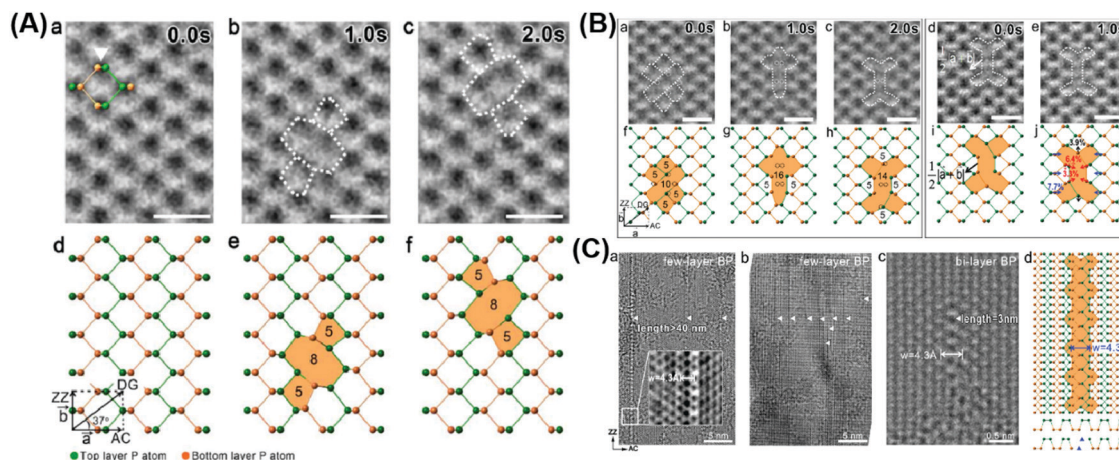 (A)
a
0.0s
b
1.0s
c
2.0s
d
ZZ
DG
b
37°
a
AC
e
5
8
5
f
5
8
5
Top layer P atom
Bottom layer P atom
(B)
a
0.0s
b
1.0s
c
2.0s
d
0.0s
e
1.0
f
5
5
10
5
5
ZZ
DG
b
a
AC
g
16
5
5
h
5
14
5
5
5
i
1/2|a+b|
j
3.9%
6.4%
3.3%
7.7%
(C)
a
few-layer BP
length>40 nm
w=4.3Å
5 nm
ZZ
AC
b
few-layer BP
5 nm
c
bi-layer BP
length=3nm
w=4.3Å
0.5 nm
d
w=4.3